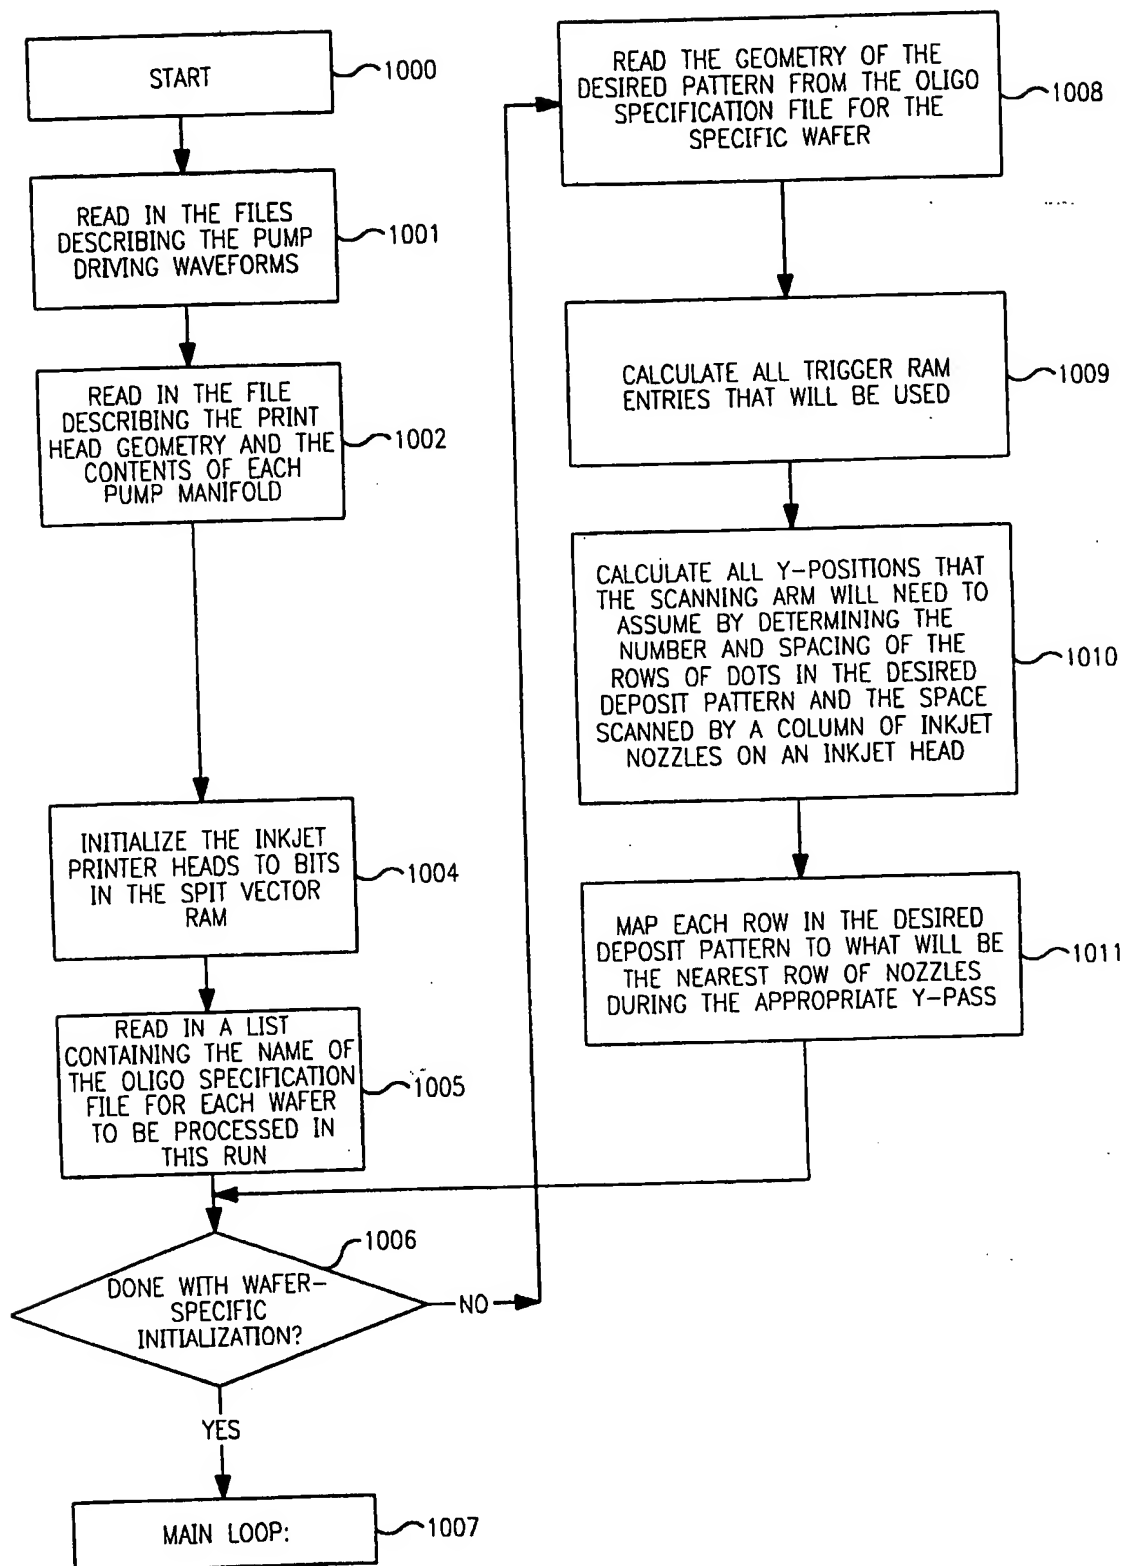 START
1000
READ IN THE FILES
DESCRIBING THE PUMP
DRIVING WAVEFORMS
1001
READ IN THE FILE
DESCRIBING THE PRINT
HEAD GEOMETRY AND THE
CONTENTS OF EACH
PUMP MANIFOLD
1002
INITIALIZE THE INKJET
PRINTER HEADS TO BITS
IN THE SPIT VECTOR
RAM
1004
READ IN A LIST
CONTAINING THE NAME OF
THE OLIGO SPECIFICATION
FILE FOR EACH WAFER
TO BE PROCESSED IN
THIS RUN
1005
1006
DONE WITH WAFER-
SPECIFIC
INITIALIZATION?
NO
YES
MAIN LOOP:
1007
READ THE GEOMETRY OF THE
DESIRED PATTERN FROM THE OLIGO
SPECIFICATION FILE FOR THE
SPECIFIC WAFER
1008
CALCULATE ALL TRIGGER RAM
ENTRIES THAT WILL BE USED
1009
CALCULATE ALL Y-POSITIONS THAT
THE SCANNING ARM WILL NEED TO
ASSUME BY DETERMINING THE
NUMBER AND SPACING OF THE
ROWS OF DOTS IN THE DESIRED
DEPOSIT PATTERN AND THE SPACE
SCANNED BY A COLUMN OF INKJET
NOZZLES ON AN INKJET HEAD
1010
MAP EACH ROW IN THE DESIRED
DEPOSIT PATTERN TO WHAT WILL BE
THE NEAREST ROW OF NOZZLES
DURING THE APPROPRIATE Y-PASS
1011